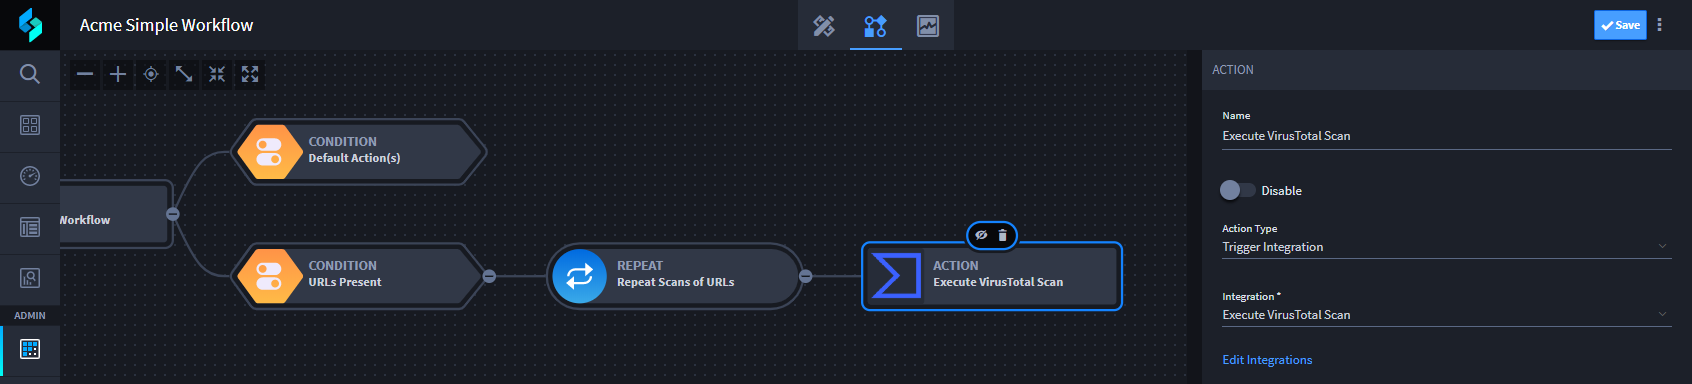 Acme Simple Workflow
Save
ACTION
Name
Execute VirusTotal Scan
Disable
Action Type
Trigger Integration
Integration *
Execute VirusTotal Scan
Edit Integrations
CONDITION
Default Action(s)
Workflow
CONDITION
URLs Present
REPEAT
Repeat Scans of URLs
ACTION
Execute VirusTotal Scan
ADMIN